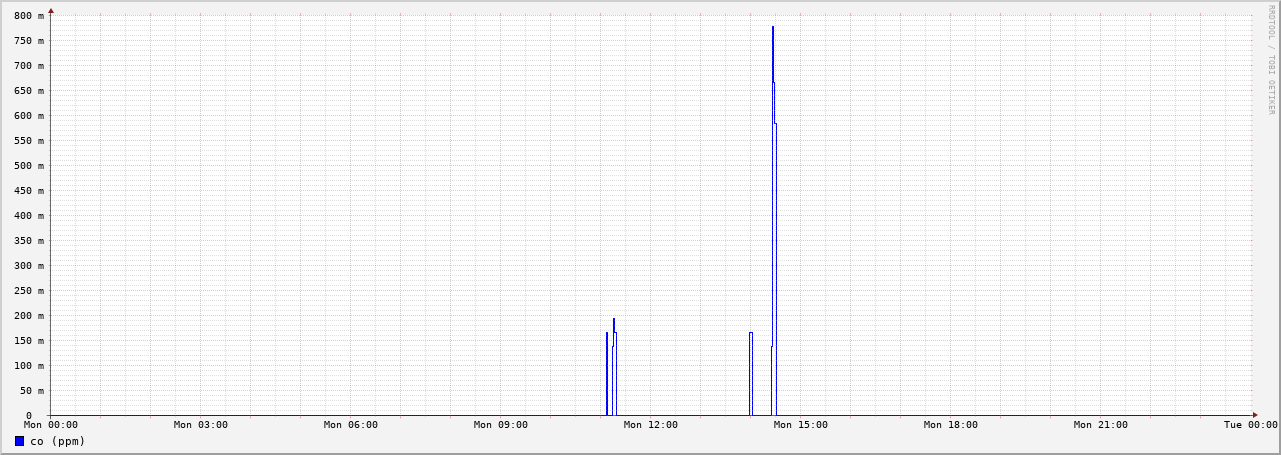 800 m
750 m
700 m
650 m
600 m
550 m
500 m
450 m
400 m
350 m
300 m
250 m
200 m
150 m
100 m
50 m
0
Mon 00:00 Mon 03:00 Mon 06:00 Mon 09:00 Mon 12:00 Mon 15:00 Mon 18:00 Mon 21:00 Tue 00:00
co (ppm)
RRDTOOL / TOBI OETIKER